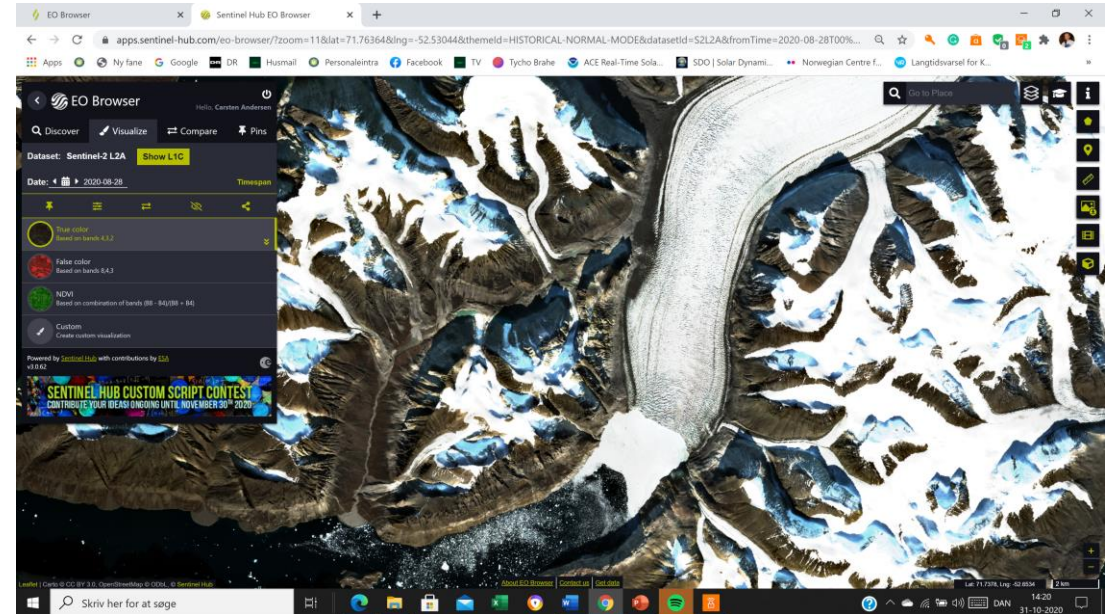 EO Browser
Sentinel Hub EO Browser
apps.sentinel-hub.com/eo-browser/?zoom=11&lat=71.76364&lng=-52.53044&themeId=HISTORICAL-NORMAL-MODE&datasetId=S2L2A&fromTime=2020-08-28T00%...
Apps
Ny fane
Google
DR
Husmail
Personaleintra
Facebook
TV
Tycho Brahe
ACE Real-Time Sola...
SDO | Solar Dynami...
Norwegian Centre f...
Langtidsvarsel for K...
EO Browser
Hello, Carsten Andersen
Go to Place
Discover
Visualize
Compare
Pins
Dataset: Sentinel-2 L2A
Show L1C
Date:
2020-08-28
Timespan
True color
Based on bands 4,3,2
False color
Based on bands 8,4,3
NDVI
Based on combination of bands (B8 - B4)/(B8 + B4)
Custom
Create custom visualization
Powered by Sentinel Hub with contributions by ESA
v3.0.62
SENTINEL HUB CUSTOM SCRIPT CONTEST
CONTRIBUTE YOUR IDEAS! ONGOING UNTIL NOVEMBER 30TH 2020
Leaflet | Carto © CC BY 3.0, OpenStreetMap © ODbL, © Sentinel Hub
About EO Browser
Contact us
Get data
Lat: 71.7378, Lng: -52.6534
2 km
Skriv her for at søge
DAN
14:20
31-10-2020